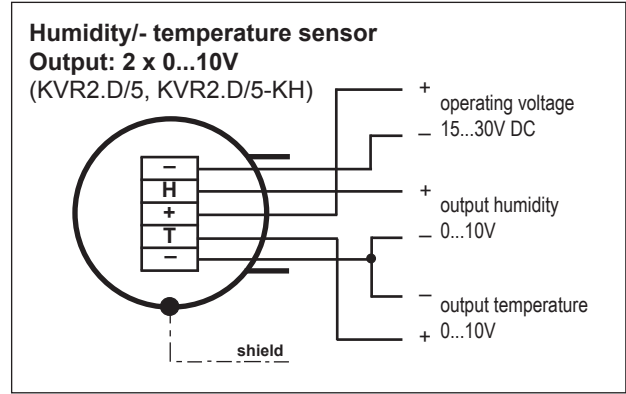 Humidity/- temperature sensor
Output: 2 x 0...10V
(KVR2.D/5, KVR2.D/5-KH)
+
operating voltage
– 15...30V DC
–
H
+
T
–
+
output humidity
– 0...10V
–
output temperature
+ 0...10V
shield